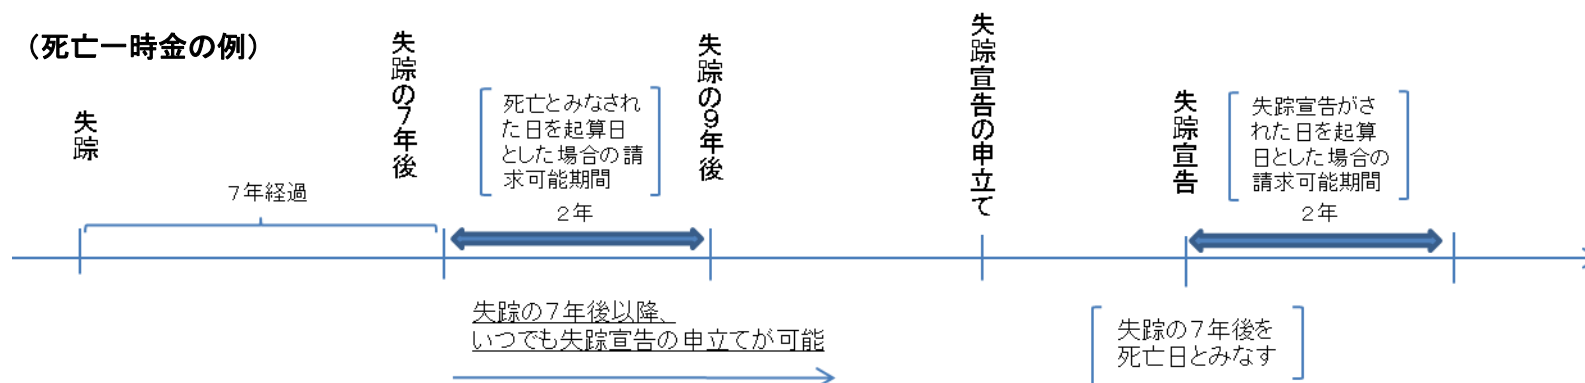 （死亡一時金の例）
失踪
7年経過
失踪の7年後
死亡とみなされ
た日を起算日
とした場合の請
求可能期間
2年
失踪の9年後
失踪宣告の申立て
失踪宣告
失踪宣告がさ
れた日を起算
日とした場合の
請求可能期間
2年
失踪の7年後以降、
いつでも失踪宣告の申立てが可能
失踪の7年後を
死亡日とみなす